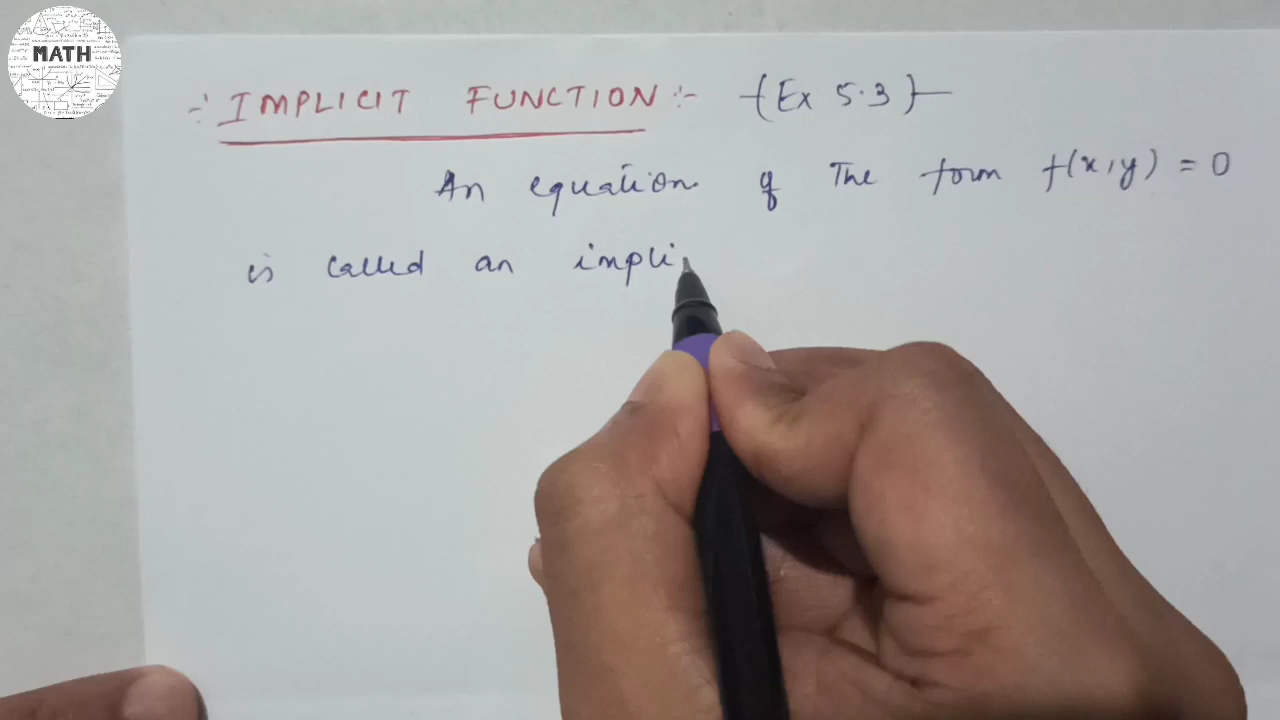 MATH
:- IMPLICIT FUNCTION :- {Ex 5.3}
An equation of The form f(x,y) = 0
is called an impli